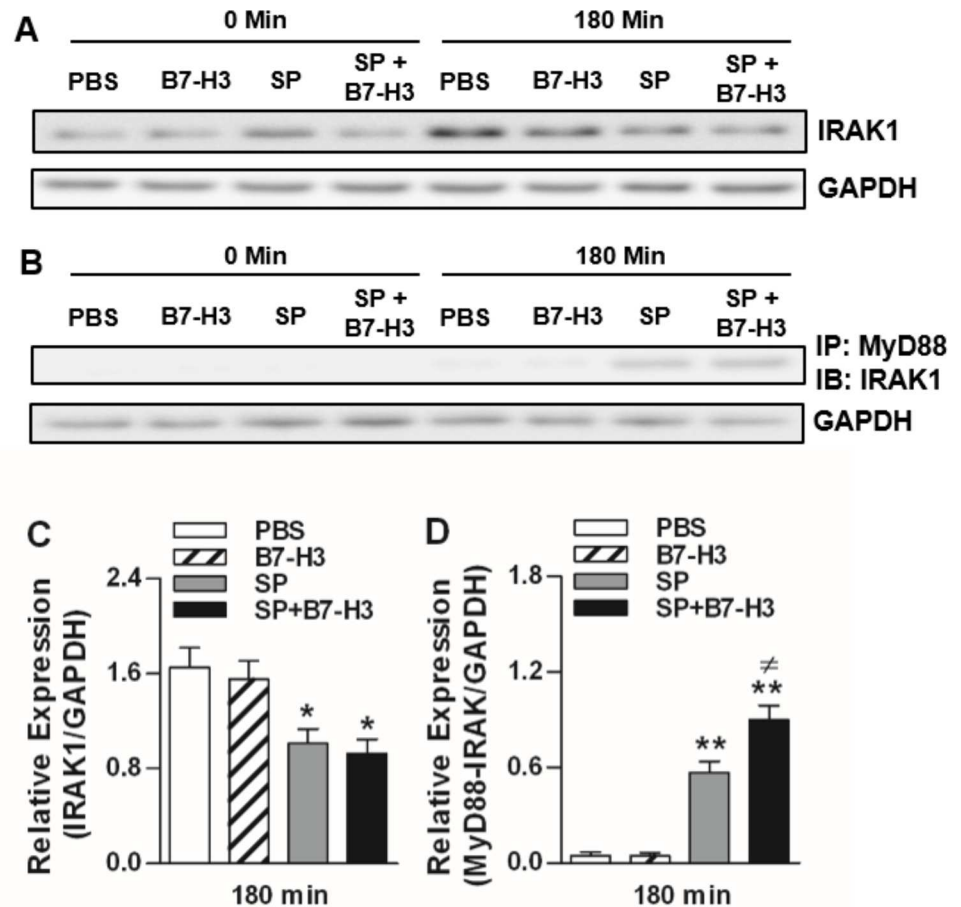 A
0 Min 180 Min
PBS B7-H3 SP SP + B7-H3 PBS B7-H3 SP SP + B7-H3
IRAK1
GAPDH
B
0 Min 180 Min
PBS B7-H3 SP SP + B7-H3 PBS B7-H3 SP SP + B7-H3
IP: MyD88
IB: IRAK1
GAPDH
C
PBS
B7-H3
SP
SP+B7-H3
Relative Expression
(IRAK1/GAPDH)
2.4
1.6
0.8
0.0
* *
180 min
D
PBS
B7-H3
SP
SP+B7-H3
Relative Expression
(MyD88-IRAK/GAPDH)
1.8
1.2
0.6
0.0
**
≠
**
180 min